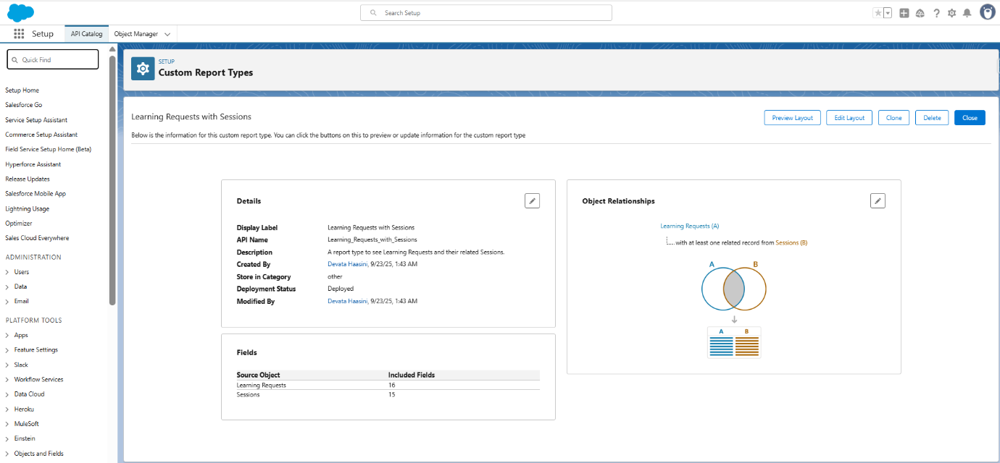 Search Setup
Setup
API Catalog
Object Manager
Quick Find
Setup Home
Salesforce Go
Service Setup Assistant
Commerce Setup Assistant
Field Service Setup Home (Beta)
Hyperforce Assistant
Release Updates
Salesforce Mobile App
Lightning Usage
Optimizer
Sales Cloud Everywhere
ADMINISTRATION
Users
Data
Email
PLATFORM TOOLS
Apps
Feature Settings
Slack
Workflow Services
Data Cloud
Heroku
MuleSoft
Einstein
Objects and Fields
SETUP
Custom Report Types
Learning Requests with Sessions
Preview Layout
Edit Layout
Clone
Delete
Close
Below is the information for this custom report type. You can click the buttons on this to preview or update information for the custom report type
Details
Display Label Learning Requests with Sessions
API Name Learning_Requests_with_Sessions
Description A report type to see Learning Requests and their related Sessions.
Created By Devata Haasini, 9/23/25, 1:43 AM
Store in Category other
Deployment Status Deployed
Modified By Devata Haasini, 9/23/25, 1:43 AM
Fields
Source Object Included Fields
Learning Requests 16
Sessions 15
Object Relationships
Learning Requests (A)
with at least one related record from Sessions (B)
A B
A B